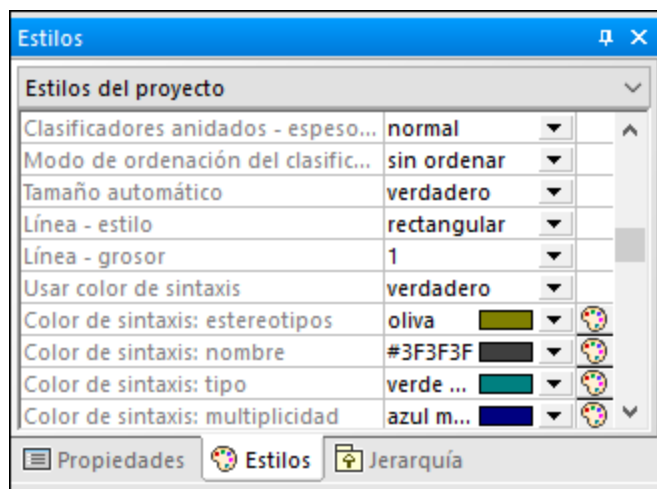 Estilos
Estilos del proyecto
Clasificadores anidados - espeso... normal
Modo de ordenación del clasific... sin ordenar
Tamaño automático verdadero
Línea - estilo rectangular
Línea - grosor 1
Usar color de sintaxis verdadero
Color de sintaxis: estereotipos oliva
Color de sintaxis: nombre #3F3F3F
Color de sintaxis: tipo verde ...
Color de sintaxis: multiplicidad azul m...
Propiedades Estilos Jerarquía